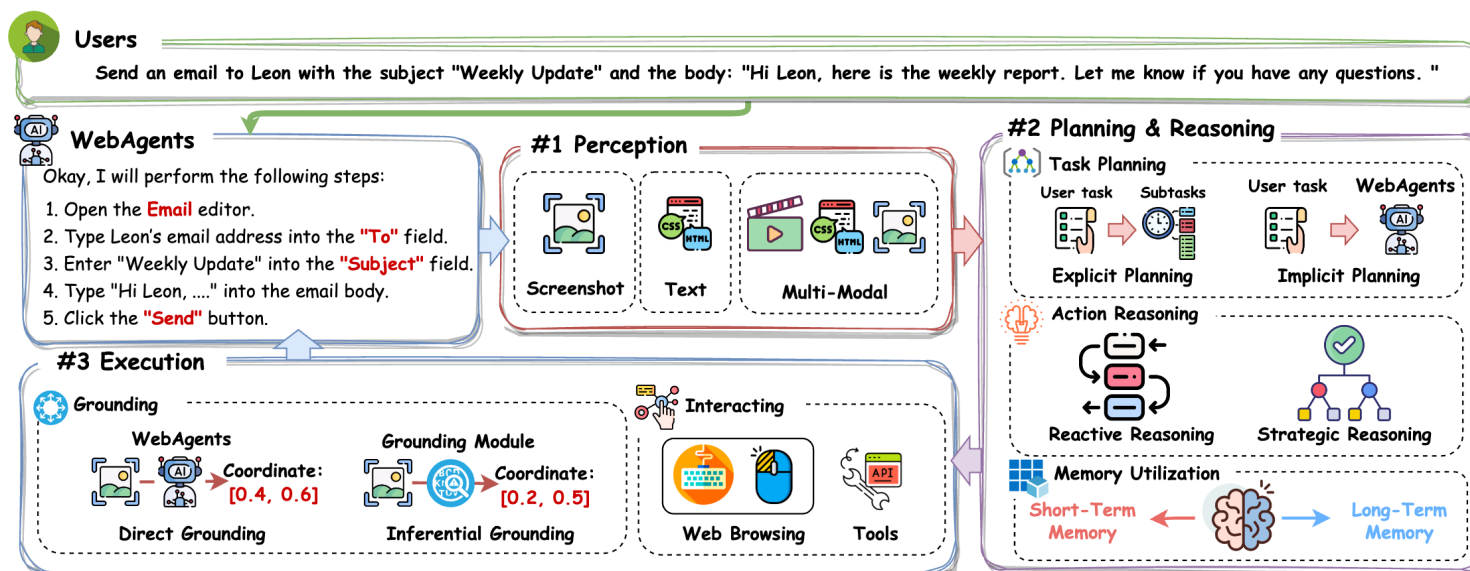 Users
Send an email to Leon with the subject "Weekly Update" and the body: "Hi Leon, here is the weekly report. Let me know if you have any questions. "
WebAgents
Okay, I will perform the following steps:
1. Open the Email editor.
2. Type Leon's email address into the "To" field.
3. Enter "Weekly Update" into the "Subject" field.
4. Type "Hi Leon, ...." into the email body.
5. Click the "Send" button.
#1 Perception
CSS
HTML
CSS
HTML
Screenshot
Text
Multi-Modal
#2 Planning & Reasoning
Task Planning
User task
Subtasks
User task
WebAgents
AI
Explicit Planning
Implicit Planning
Action Reasoning
Reactive Reasoning
Strategic Reasoning
Memory Utilization
Short-Term
Memory
Long-Term
Memory
#3 Execution
Grounding
WebAgents
AI
Coordinate:
[0.4, 0.6]
Direct Grounding
Grounding Module
Coordinate:
[0.2, 0.5]
Inferential Grounding
Interacting
API
Web Browsing
Tools
AI